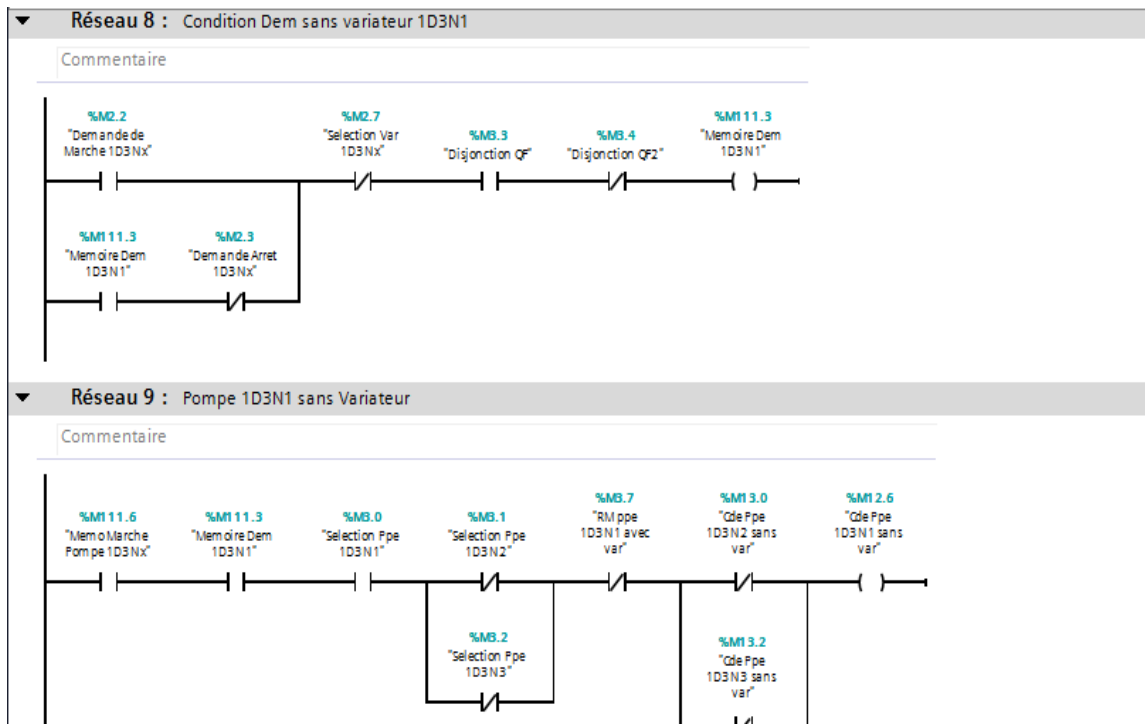 Réseau 8 : Condition Dem sans variateur 1D3N1
Commentaire
%M2.2
"Demande de
Marche 1D3Nx"
%M2.7
"Selection Var
1D3Nx"
%M3.3
"Disjonction QF"
%M3.4
"Disjonction QF2"
%M111.3
"Memoire Dem
1D3N1"
%M111.3
"Memoire Dem
1D3N1"
%M2.3
"Demande Arret
1D3Nx"
Réseau 9 : Pompe 1D3N1 sans Variateur
Commentaire
%M111.6
"Memo Marche
Pompe 1D3Nx"
%M111.3
"Memoire Dem
1D3N1"
%M3.0
"Selection Ppe
1D3N1"
%M3.1
"Selection Ppe
1D3N2"
%M3.7
"RM ppe
1D3N1 avec
var"
%M13.0
"Cde Ppe
1D3N2 sans
var"
%M12.6
"Cde Ppe
1D3N1 sans
var"
%M3.2
"Selection Ppe
1D3N3"
%M13.2
"Cde Ppe
1D3N3 sans
var"